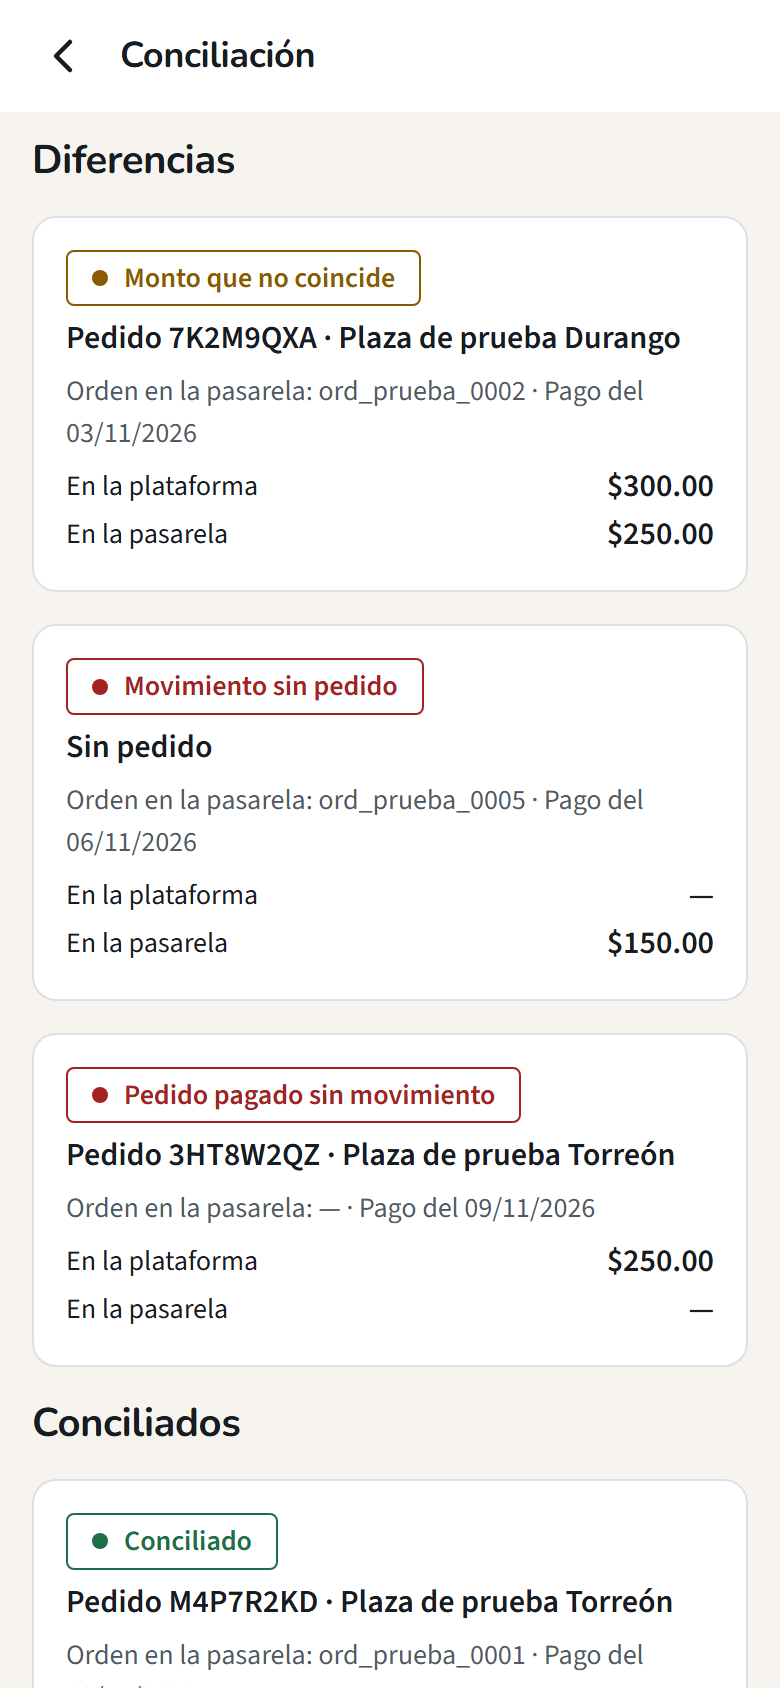 Conciliación
Diferencias
Monto que no coincide
Pedido 7K2M9QXA · Plaza de prueba Durango
Orden en la pasarela: ord_prueba_0002 · Pago del
03/11/2026
En la plataforma $300.00
En la pasarela $250.00
Movimiento sin pedido
Sin pedido
Orden en la pasarela: ord_prueba_0005 · Pago del
06/11/2026
En la plataforma —
En la pasarela $150.00
Pedido pagado sin movimiento
Pedido 3HT8W2QZ · Plaza de prueba Torreón
Orden en la pasarela: — · Pago del 09/11/2026
En la plataforma $250.00
En la pasarela —
Conciliados
Conciliado
Pedido M4P7R2KD · Plaza de prueba Torreón
Orden en la pasarela: ord_prueba_0001 · Pago del